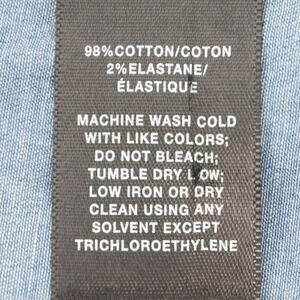 98% COTTON/COTON
2% ELASTANE/
ÉLASTIQUE
MACHINE WASH COLD
WITH LIKE COLORS;
DO NOT BLEACH;
TUMBLE DRY LOW;
LOW IRON OR DRY
CLEAN USING ANY
SOLVENT EXCEPT
TRICHLOROETHYLENE